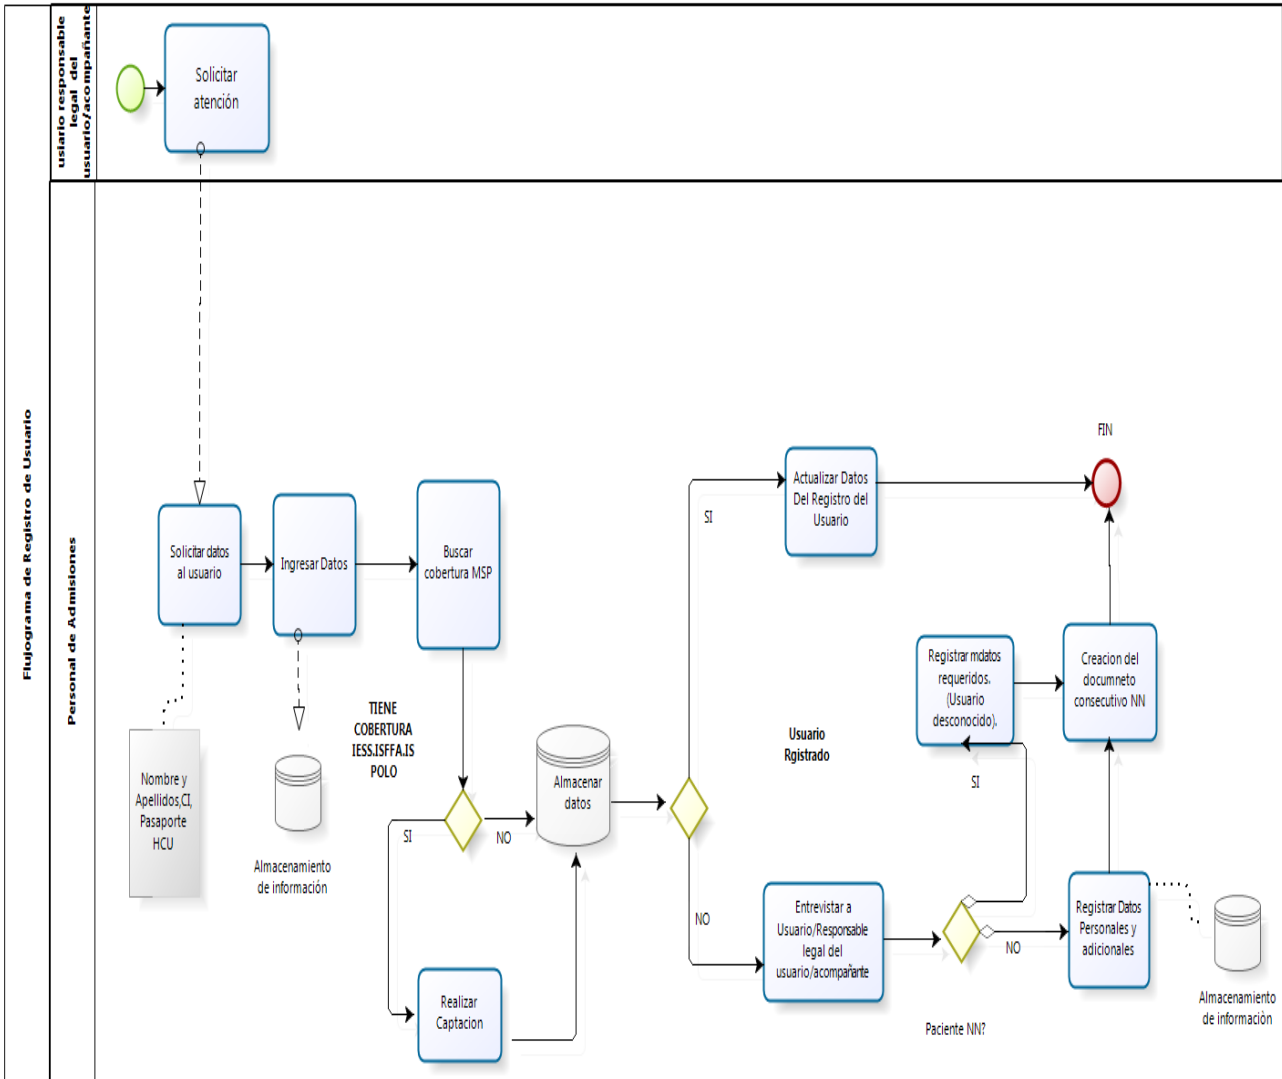 Flujograma de Registro de Usuario
usiario responsable
legal del
usuario/acompañante
Solicitar
atención
Personal de Admisiones
Solicitar datos
al usuario
Ingresar Datos
Buscar
cobertura MSP
Nombre y
Apellidos,CI,
Pasaporte
HCU
Almacenamiento
de información
TIENE
COBERTURA
IESS.ISFFA.IS
POLO
SI
NO
Realizar
Captacion
Almacenar
datos
SI
NO
Actualizar Datos
Del Registro del
Usuario
FIN
Usuario
Rgistrado
Registrar mdatos
requeridos.
(Usuario
desconocido).
Creacion del
documneto
consecutivo NN
SI
Entrevistar a
Usuario/Responsable
legal del
usuario/acompañante
NO
Paciente NN?
Registrar Datos
Personales y
adicionales
Almacenamiento
de informaciòn